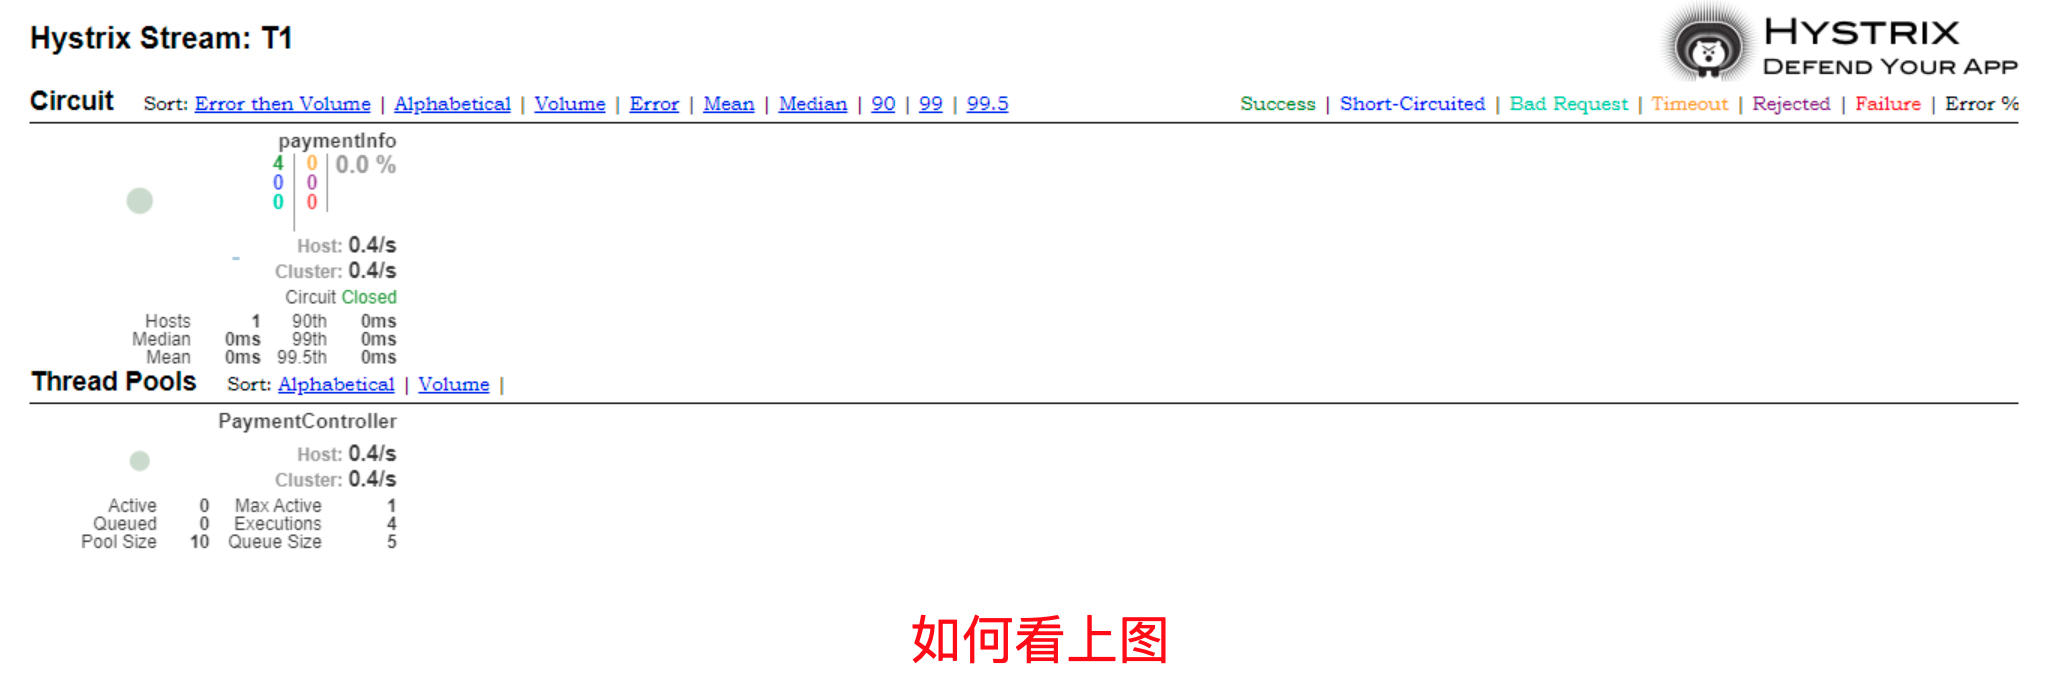 Hystrix Stream: T1
HYSTRIX
DEFEND YOUR APP
Circuit Sort: Error then Volume | Alphabetical | Volume | Error | Mean | Median | 90 | 99 | 99.5
Success | Short-Circuited | Bad Request | Timeout | Rejected | Failure | Error %
paymentInfo
4 0 0.0 %
0 0
0 0
Host: 0.4/s
Cluster: 0.4/s
Circuit Closed
Hosts 1 90th 0ms
Median 0ms 99th 0ms
Mean 0ms 99.5th 0ms
Thread Pools Sort: Alphabetical | Volume |
PaymentController
Host: 0.4/s
Cluster: 0.4/s
Active 0 Max Active 1
Queued 0 Executions 4
Pool Size 10 Queue Size 5
如何看上图